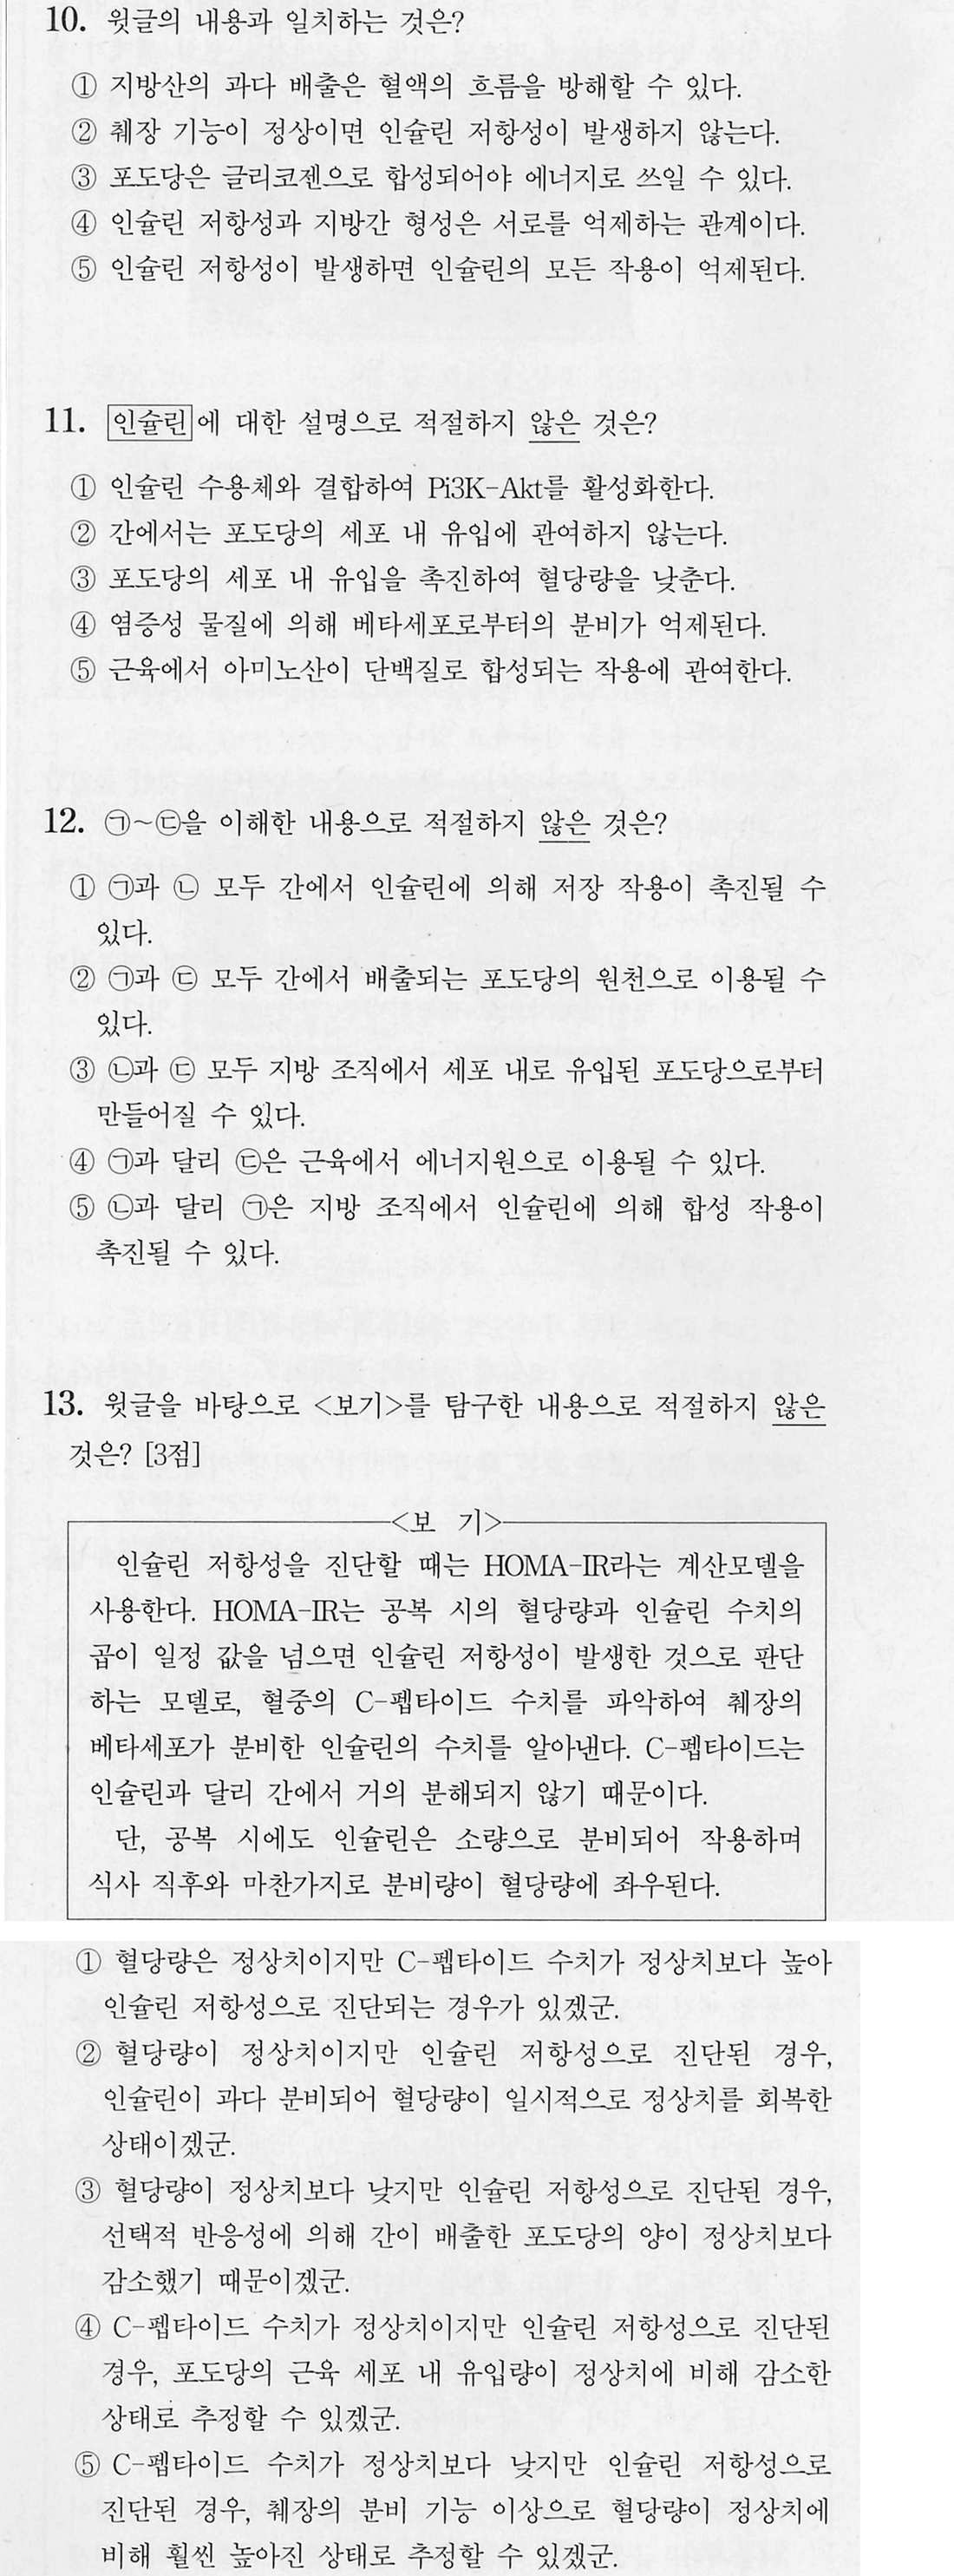 10. 윗글의 내용과 일치하는 것은?
① 지방산의 과다 배출은 혈액의 흐름을 방해할 수 있다.
② 췌장 기능이 정상이면 인슐린 저항성이 발생하지 않는다.
③ 포도당은 글리코젠으로 합성되어야 에너지로 쓰일 수 있다.
④ 인슐린 저항성과 지방간 형성은 서로를 억제하는 관계이다.
⑤ 인슐린 저항성이 발생하면 인슐린의 모든 작용이 억제된다.
11. 인슐린에 대한 설명으로 적절하지 않은 것은?
① 인슐린 수용체와 결합하여 Pi3K-Akt를 활성화한다.
② 간에서는 포도당의 세포 내 유입에 관여하지 않는다.
③ 포도당의 세포 내 유입을 촉진하여 혈당량을 낮춘다.
④ 염증성 물질에 의해 베타세포로부터의 분비가 억제된다.
⑤ 근육에서 아미노산이 단백질로 합성되는 작용에 관여한다.
12. ㉠~㉢을 이해한 내용으로 적절하지 않은 것은?
① ㉠과 ㉡ 모두 간에서 인슐린에 의해 저장 작용이 촉진될 수
있다.
② ㉠과 ㉢ 모두 간에서 배출되는 포도당의 원천으로 이용될 수
있다.
③ ㉡과 ㉢ 모두 지방 조직에서 세포 내로 유입된 포도당으로부터
만들어질 수 있다.
④ ㉠과 달리 ㉢은 근육에서 에너지원으로 이용될 수 있다.
⑤ ㉡과 달리 ㉠은 지방 조직에서 인슐린에 의해 합성 작용이
촉진될 수 있다.
13. 윗글을 바탕으로 <보기>를 탐구한 내용으로 적절하지 않은
것은? [3점]
<보 기>
인슐린 저항성을 진단할 때는 HOMA-IR라는 계산모델을
사용한다. HOMA-IR는 공복 시의 혈당량과 인슐린 수치의
곱이 일정 값을 넘으면 인슐린 저항성이 발생한 것으로 판단
하는 모델로, 혈중의 C-펩타이드 수치를 파악하여 췌장의
베타세포가 분비한 인슐린의 수치를 알아낸다. C-펩타이드는
인슐린과 달리 간에서 거의 분해되지 않기 때문이다.
단, 공복 시에도 인슐린은 소량으로 분비되어 작용하며
식사 직후와 마찬가지로 분비량이 혈당량에 좌우된다.
① 혈당량은 정상치이지만 C-펩타이드 수치가 정상치보다 높아
인슐린 저항성으로 진단되는 경우가 있겠군.
② 혈당량이 정상치이지만 인슐린 저항성으로 진단된 경우,
인슐린이 과다 분비되어 혈당량이 일시적으로 정상치를 회복한
상태이겠군.
③ 혈당량이 정상치보다 낮지만 인슐린 저항성으로 진단된 경우,
선택적 반응성에 의해 간이 배출한 포도당의 양이 정상치보다
감소했기 때문이겠군.
④ C-펩타이드 수치가 정상치이지만 인슐린 저항성으로 진단된
경우, 포도당의 근육 세포 내 유입량이 정상치에 비해 감소한
상태로 추정할 수 있겠군.
⑤ C-펩타이드 수치가 정상치보다 낮지만 인슐린 저항성으로
진단된 경우, 췌장의 분비 기능 이상으로 혈당량이 정상치에
비해 훨씬 높아진 상태로 추정할 수 있겠군.